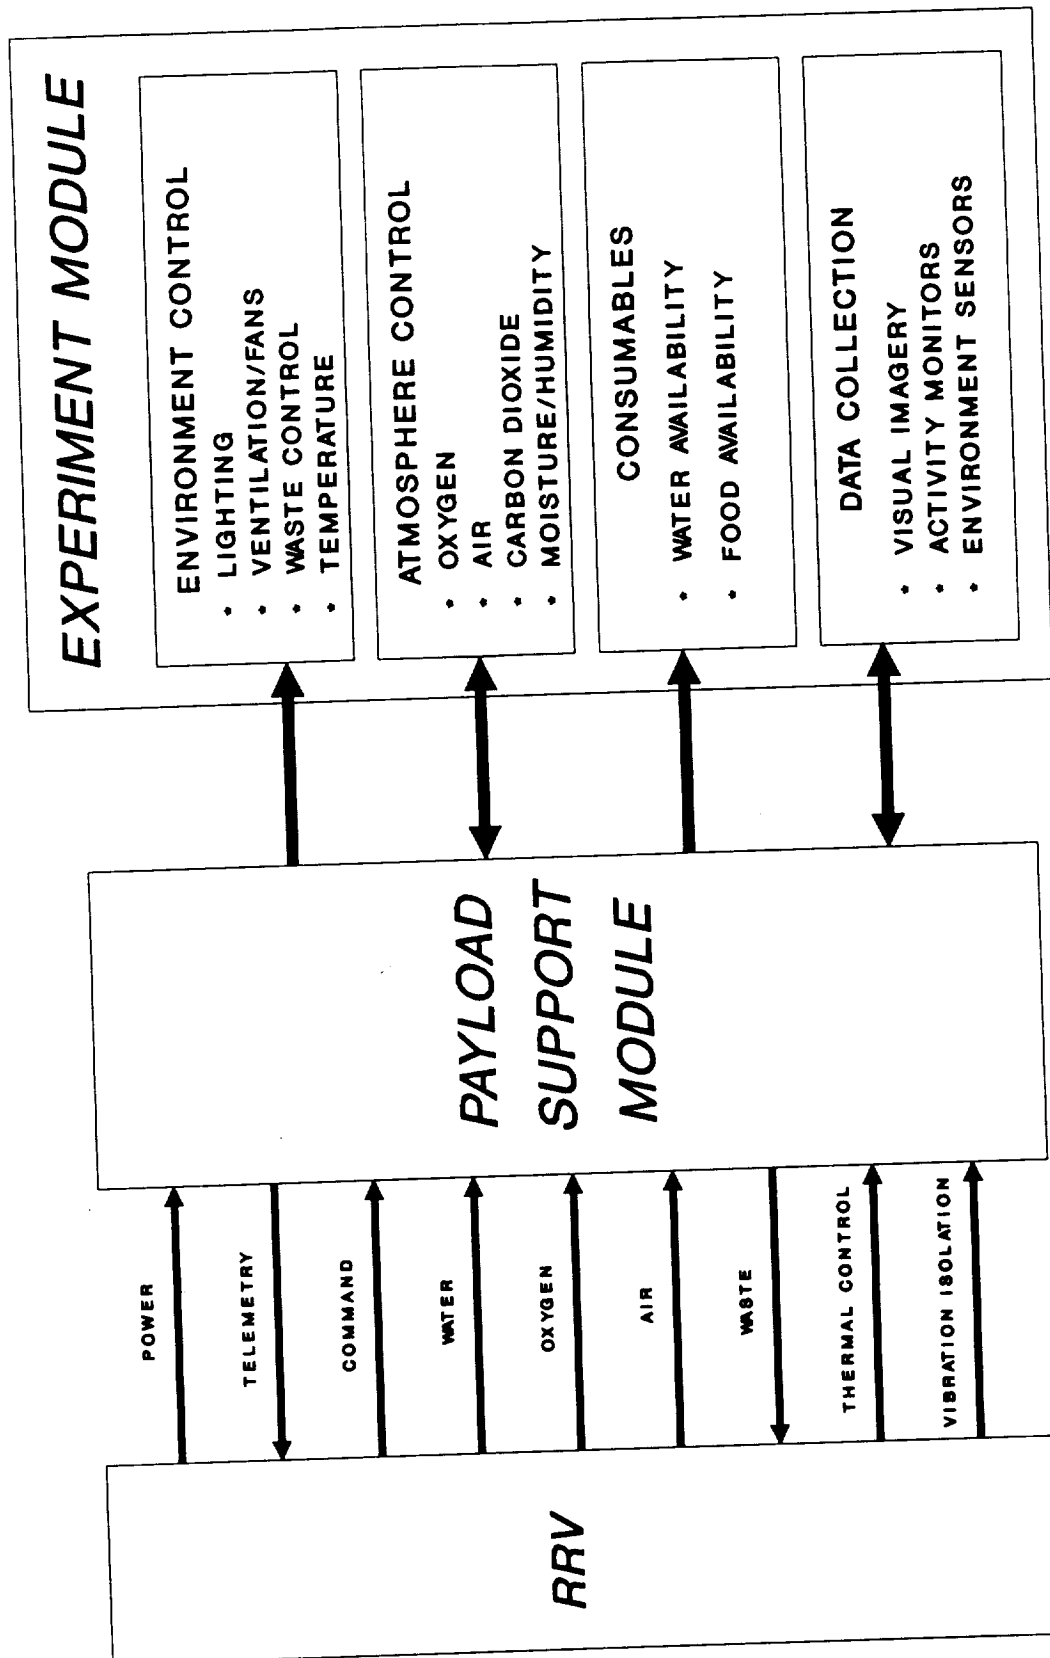 EXPERIMENT MODULE
ENVIRONMENT CONTROL
* LIGHTING
* VENTILATION/FANS
* WASTE CONTROL
* TEMPERATURE
ATMOSPHERE CONTROL
* OXYGEN
* AIR
* CARBON DIOXIDE
* MOISTURE/HUMIDITY
CONSUMABLES
* WATER AVAILABILITY
* FOOD AVAILABILITY
DATA COLLECTION
* VISUAL IMAGERY
* ACTIVITY MONITORS
* ENVIRONMENT SENSORS
PAYLOAD
SUPPORT
MODULE
POWER
TELEMETRY
COMMAND
WATER
OXYGEN
AIR
WASTE
THERMAL CONTROL
VIBRATION ISOLATION
RRV